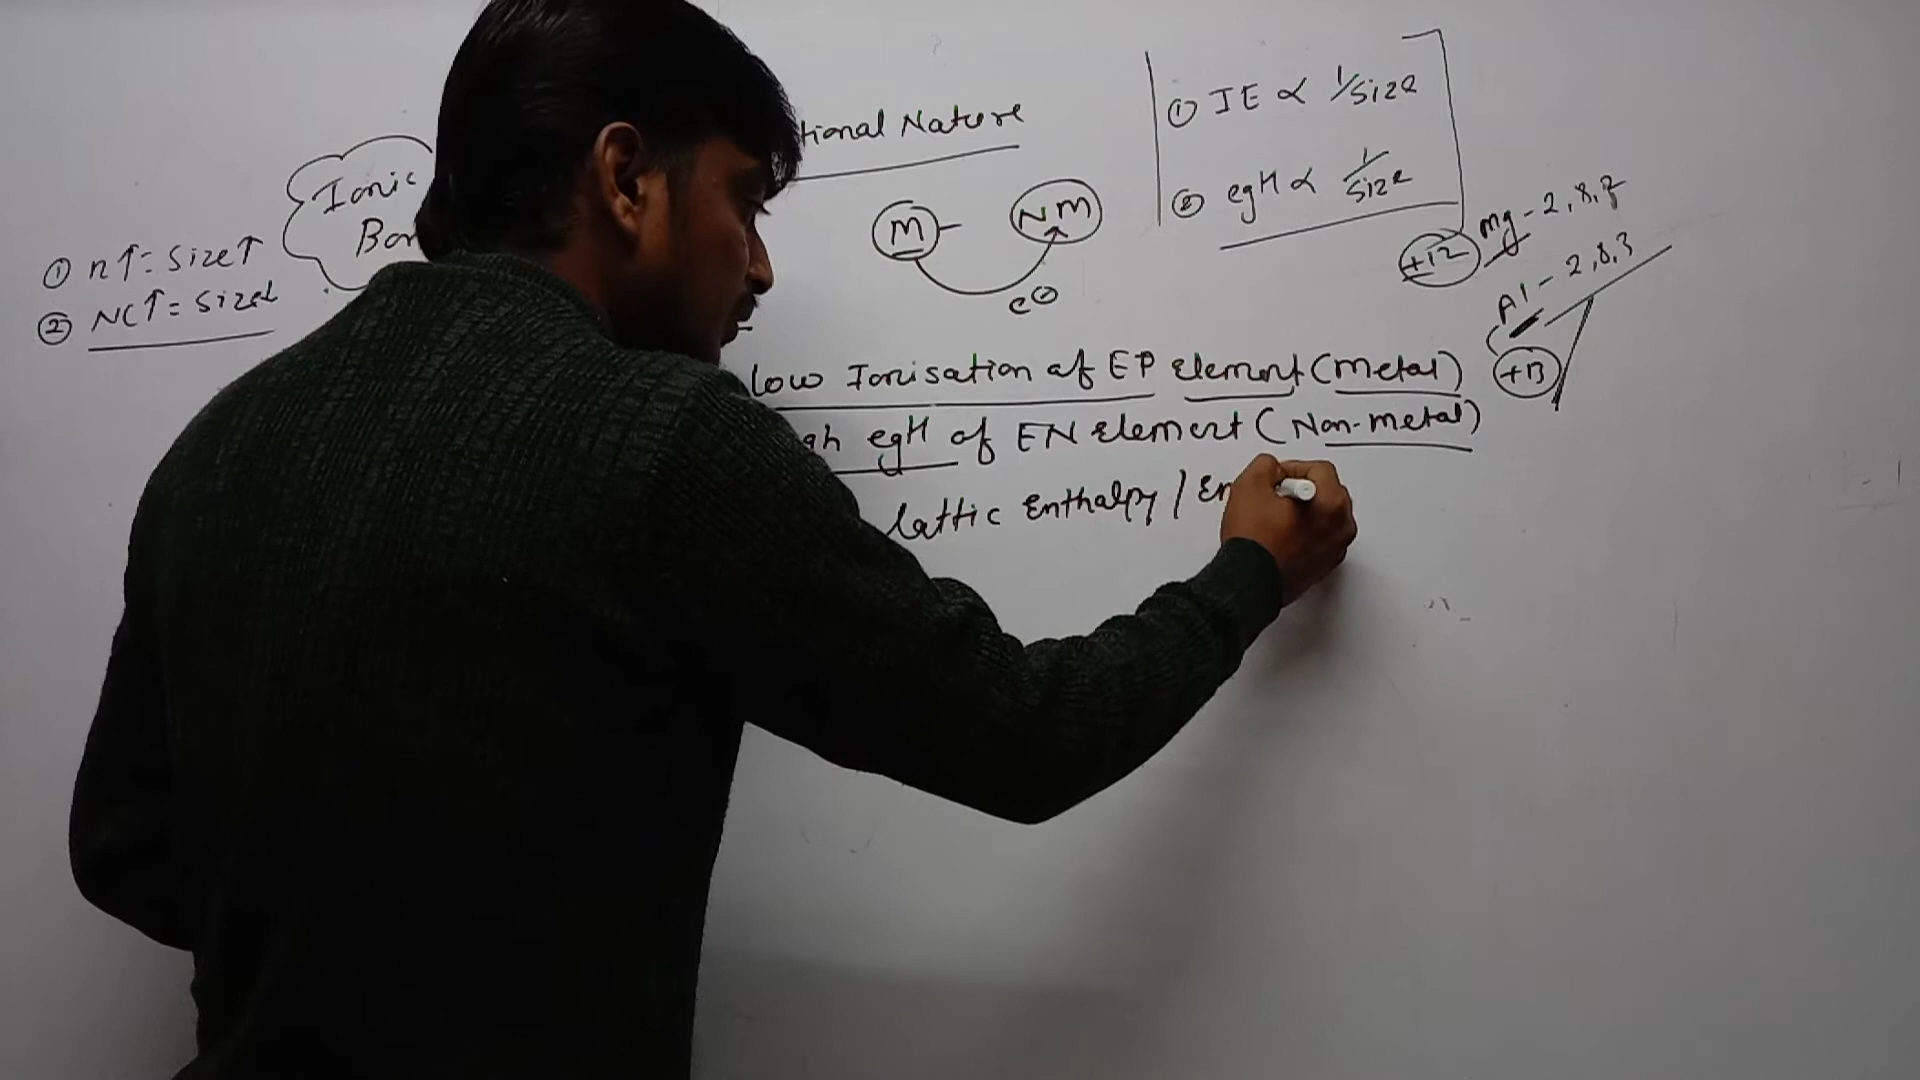 tional Nature
Ionic
Bon
① n↑ = Size↑
② NC↑ = Size↓
M
NM
e⊖
① IE ∝ 1/Size
② egH ∝ 1/Size
+12 Mg - 2,8,2
Al - 2,8,3
+13
low Ionisation of EP Element (Metal)
gh egH of EN Element (Non-metal)
lattic Enthalpy / En